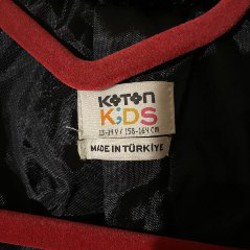 KOTON
KiDS
13-14 Y / 158-164 CM
MADE IN TÜRKİYE